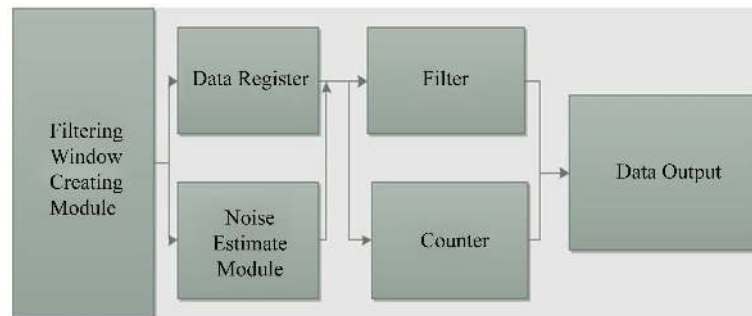 Filtering
Window
Creating
Module
Data Register
Noise
Estimate
Module
Filter
Counter
Data Output